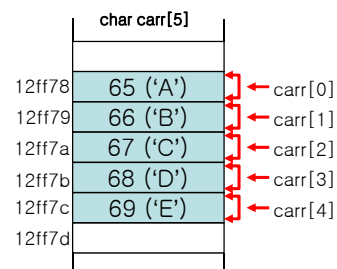 char carr[5]
12ff78 65 (‘A’) carr[0]
12ff79 66 (‘B’) carr[1]
12ff7a 67 (‘C’) carr[2]
12ff7b 68 (‘D’) carr[3]
12ff7c 69 (‘E’) carr[4]
12ff7d